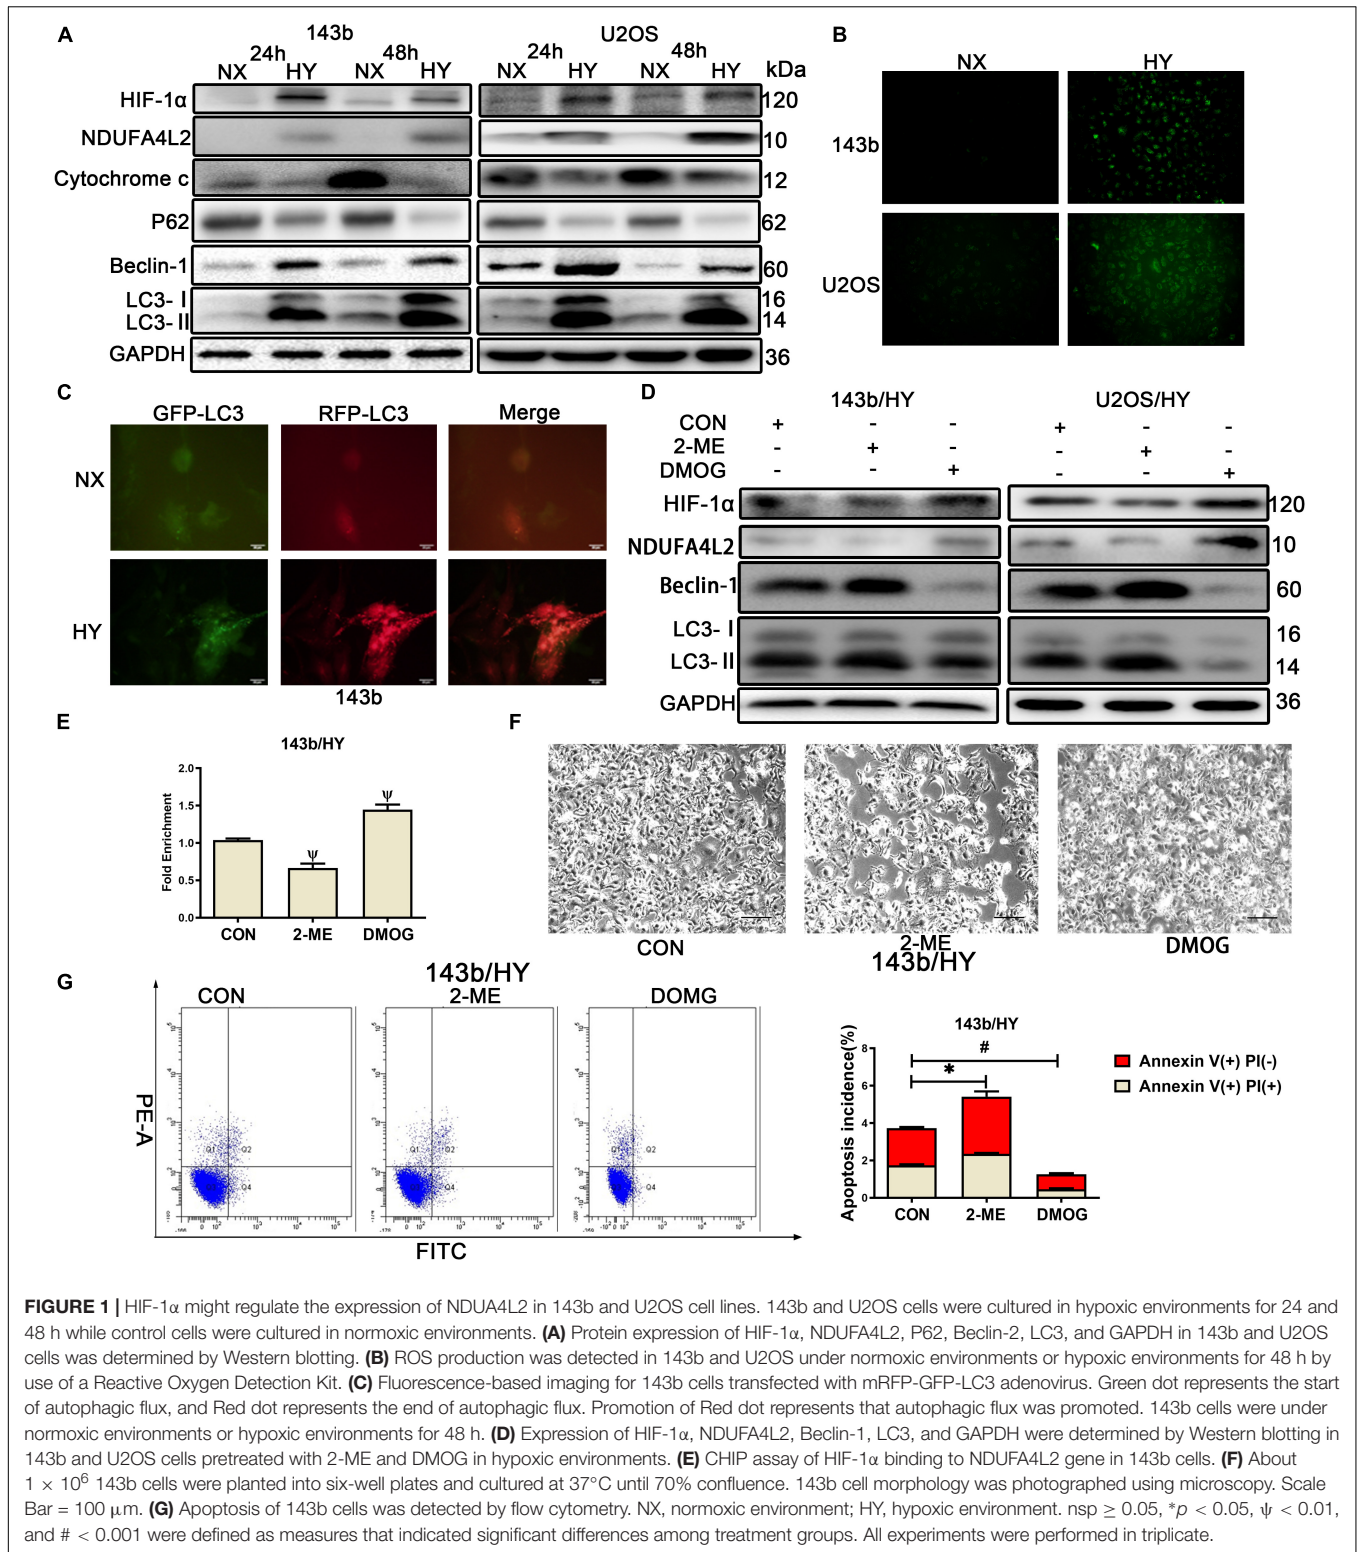 A
143b
U2OS
24h
48h
24h
48h
NX HY NX HY NX HY NX HY kDa
HIF-1α 120
NDUFA4L2 10
Cytochrome c 12
P62 62
Beclin-1 60
LC3- I 16
LC3- II 14
GAPDH 36
B
NX HY
143b
U2OS
C
GFP-LC3 RFP-LC3 Merge
NX
HY
143b
D
143b/HY U2OS/HY
CON + - - + - -
2-ME - + - - + -
DMOG - - + - - +
HIF-1α 120
NDUFA4L2 10
Beclin-1 60
LC3- I 16
LC3- II 14
GAPDH 36
E
143b/HY
Fold Enrichment
2.0
1.5
1.0
0.5
0.0
ψ
ψ
CON 2-ME DMOG
F
CON 2-ME DMOG
143b/HY
G
143b/HY
CON 2-ME DOMG
PE-A
Q1 Q2 Q4
Q1 Q2 Q4
Q1 Q2 Q4
FITC
143b/HY
Apoptosis incidence(%)
8
6
4
2
0
#
*
CON 2-ME DMOG
Annexin V(+) PI(-)
Annexin V(+) PI(+)
FIGURE 1 | HIF-1α might regulate the expression of NDUA4L2 in 143b and U2OS cell lines. 143b and U2OS cells were cultured in hypoxic environments for 24 and
48 h while control cells were cultured in normoxic environments. (A) Protein expression of HIF-1α, NDUFA4L2, P62, Beclin-2, LC3, and GAPDH in 143b and U2OS
cells was determined by Western blotting. (B) ROS production was detected in 143b and U2OS under normoxic environments or hypoxic environments for 48 h by
use of a Reactive Oxygen Detection Kit. (C) Fluorescence-based imaging for 143b cells transfected with mRFP-GFP-LC3 adenovirus. Green dot represents the start
of autophagic flux, and Red dot represents the end of autophagic flux. Promotion of Red dot represents that autophagic flux was promoted. 143b cells were under
normoxic environments or hypoxic environments for 48 h. (D) Expression of HIF-1α, NDUFA4L2, Beclin-1, LC3, and GAPDH were determined by Western blotting in
143b and U2OS cells pretreated with 2-ME and DMOG in hypoxic environments. (E) CHIP assay of HIF-1α binding to NDUFA4L2 gene in 143b cells. (F) About
1 × 10⁶ 143b cells were planted into six-well plates and cultured at 37°C until 70% confluence. 143b cell morphology was photographed using microscopy. Scale
Bar = 100 μm. (G) Apoptosis of 143b cells was detected by flow cytometry. NX, normoxic environment; HY, hypoxic environment. nsp ≥ 0.05, *p < 0.05, ψ < 0.01,
and # < 0.001 were defined as measures that indicated significant differences among treatment groups. All experiments were performed in triplicate.